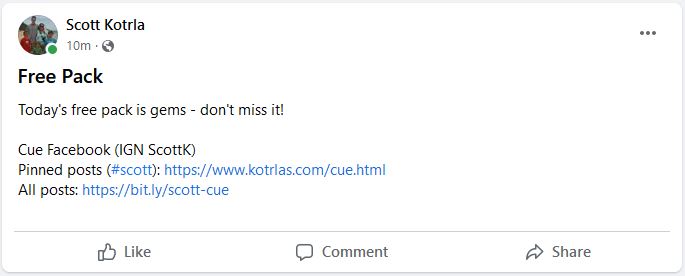 Scott Kotrla
10m ·
Free Pack
Today's free pack is gems - don't miss it!
Cue Facebook (IGN ScottK)
Pinned posts (#scott): https://www.kotrlas.com/cue.html
All posts: https://bit.ly/scott-cue
Like Comment Share